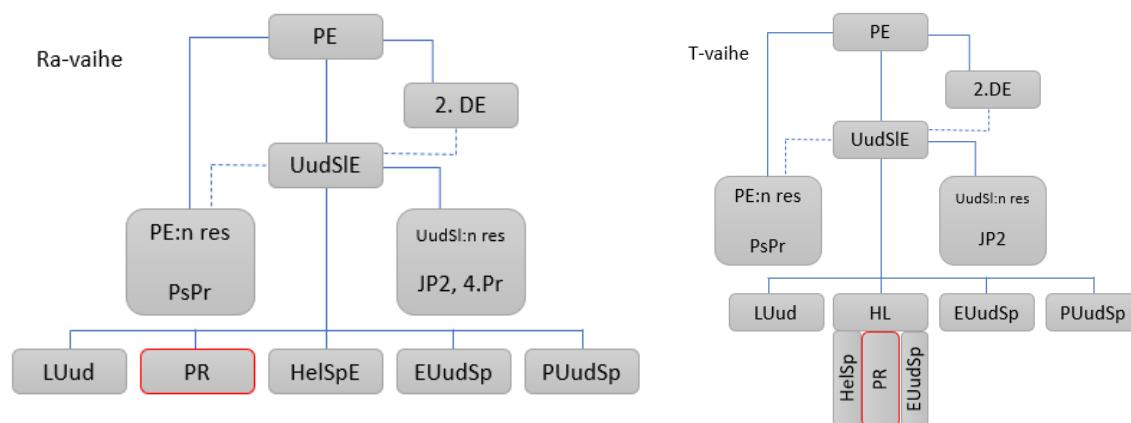 Ra-vaihe
PE
2. DE
UudSlE
PE:n res
PsPr
UudSl:n res
JP2, 4.Pr
LUud
PR
HelSpE
EUudSp
PUudSp
T-vaihe
PE
2.DE
UudSlE
PE:n res
PsPr
UudSl:n res
JP2
LUud
HL
EUudSp
PUudSp
HelSp
PR
EUudSp